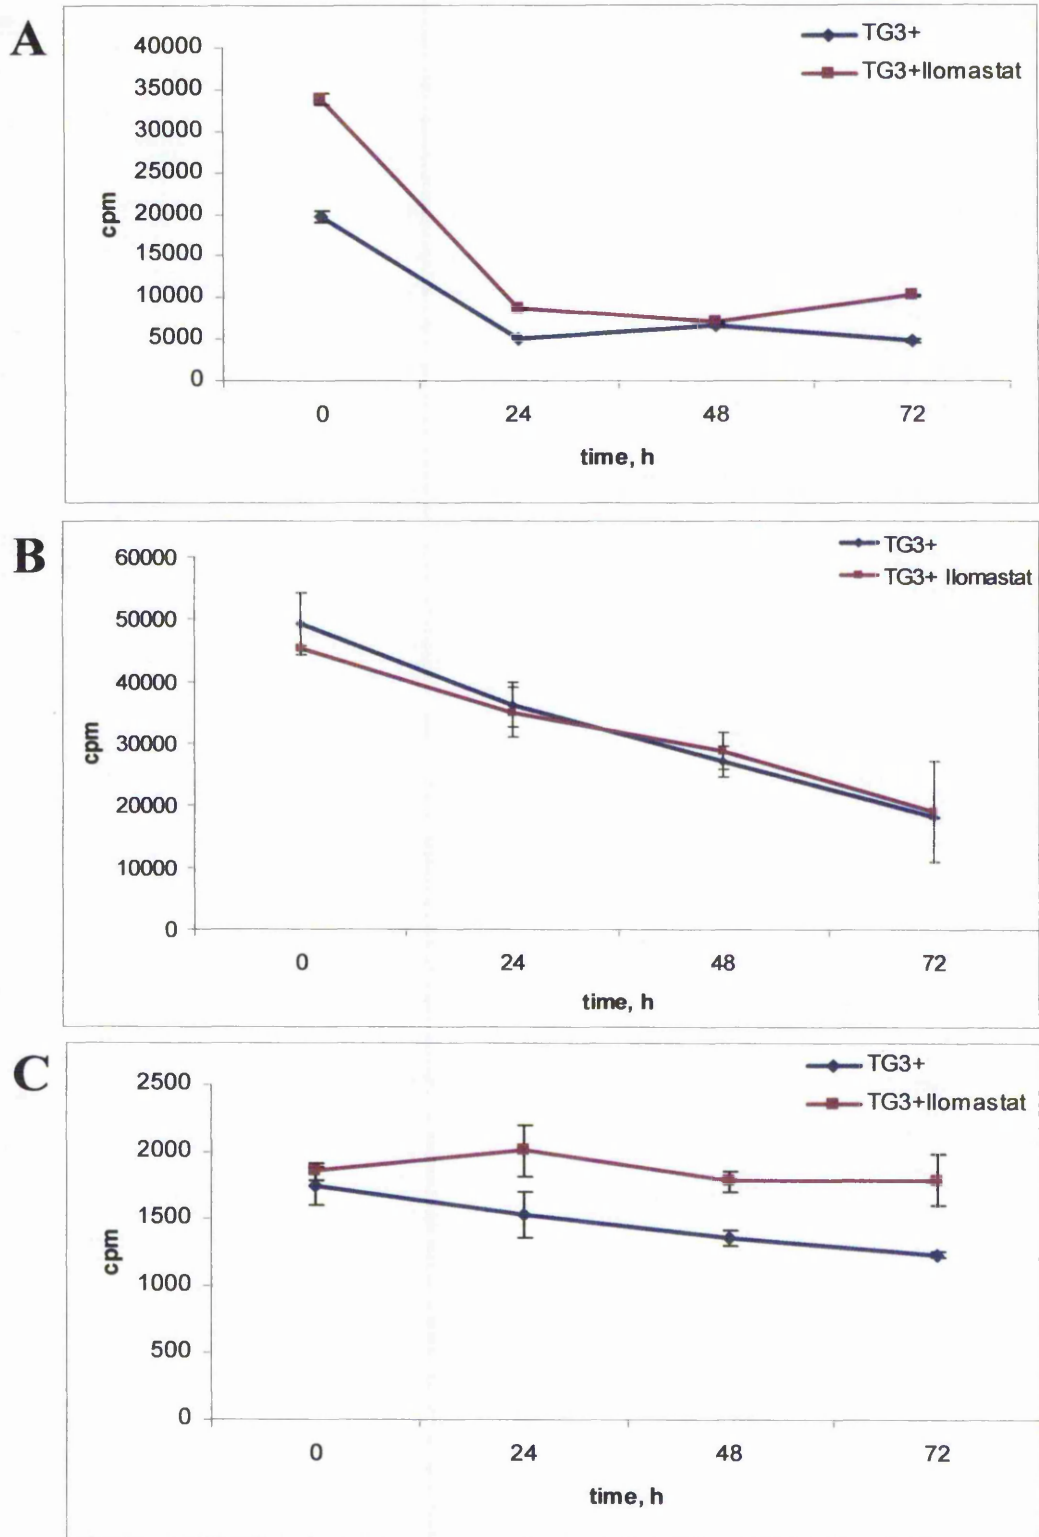 A
TG3+
TG3+Ilomastat
40000
35000
30000
25000
20000
15000
10000
5000
0
cpm
0 24 48 72
time, h
B
TG3+
TG3+ Ilomastat
60000
50000
40000
30000
20000
10000
0
cpm
0 24 48 72
time, h
C
TG3+
TG3+Ilomastat
2500
2000
1500
1000
500
0
cpm
0 24 48 72
time, h